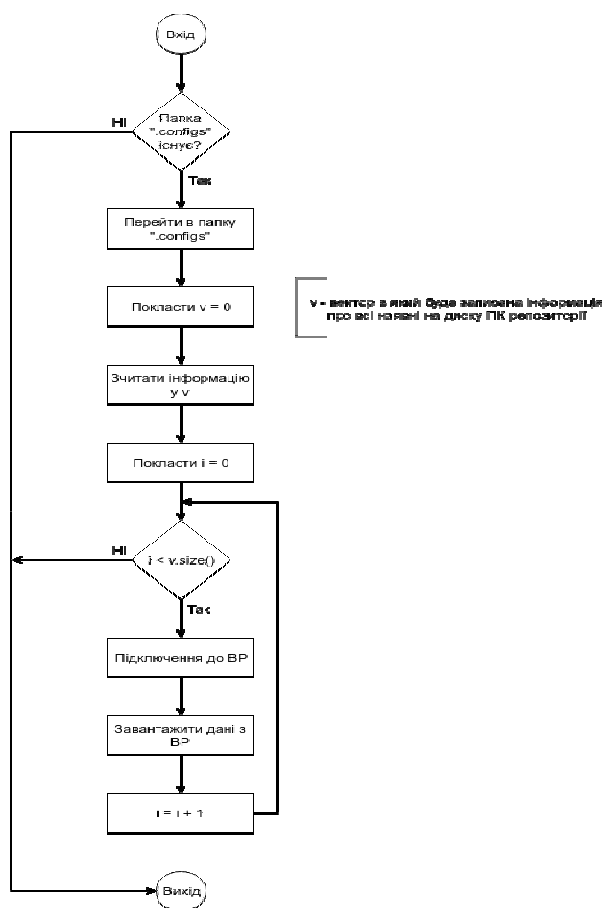 Вхід
Папка
".configs"
існує?
Ні
Так
Перейти в папку
".configs"
Покласти v = 0
v - вектор в який буде записана інформація
про всі наявні на диску ПК репозиторії
Зчитати інформацію
у v
Покласти i = 0
Ні
i < v.size()
Так
Підключення до ВР
Завантажити дані з
ВР
i = i + 1
Вихід